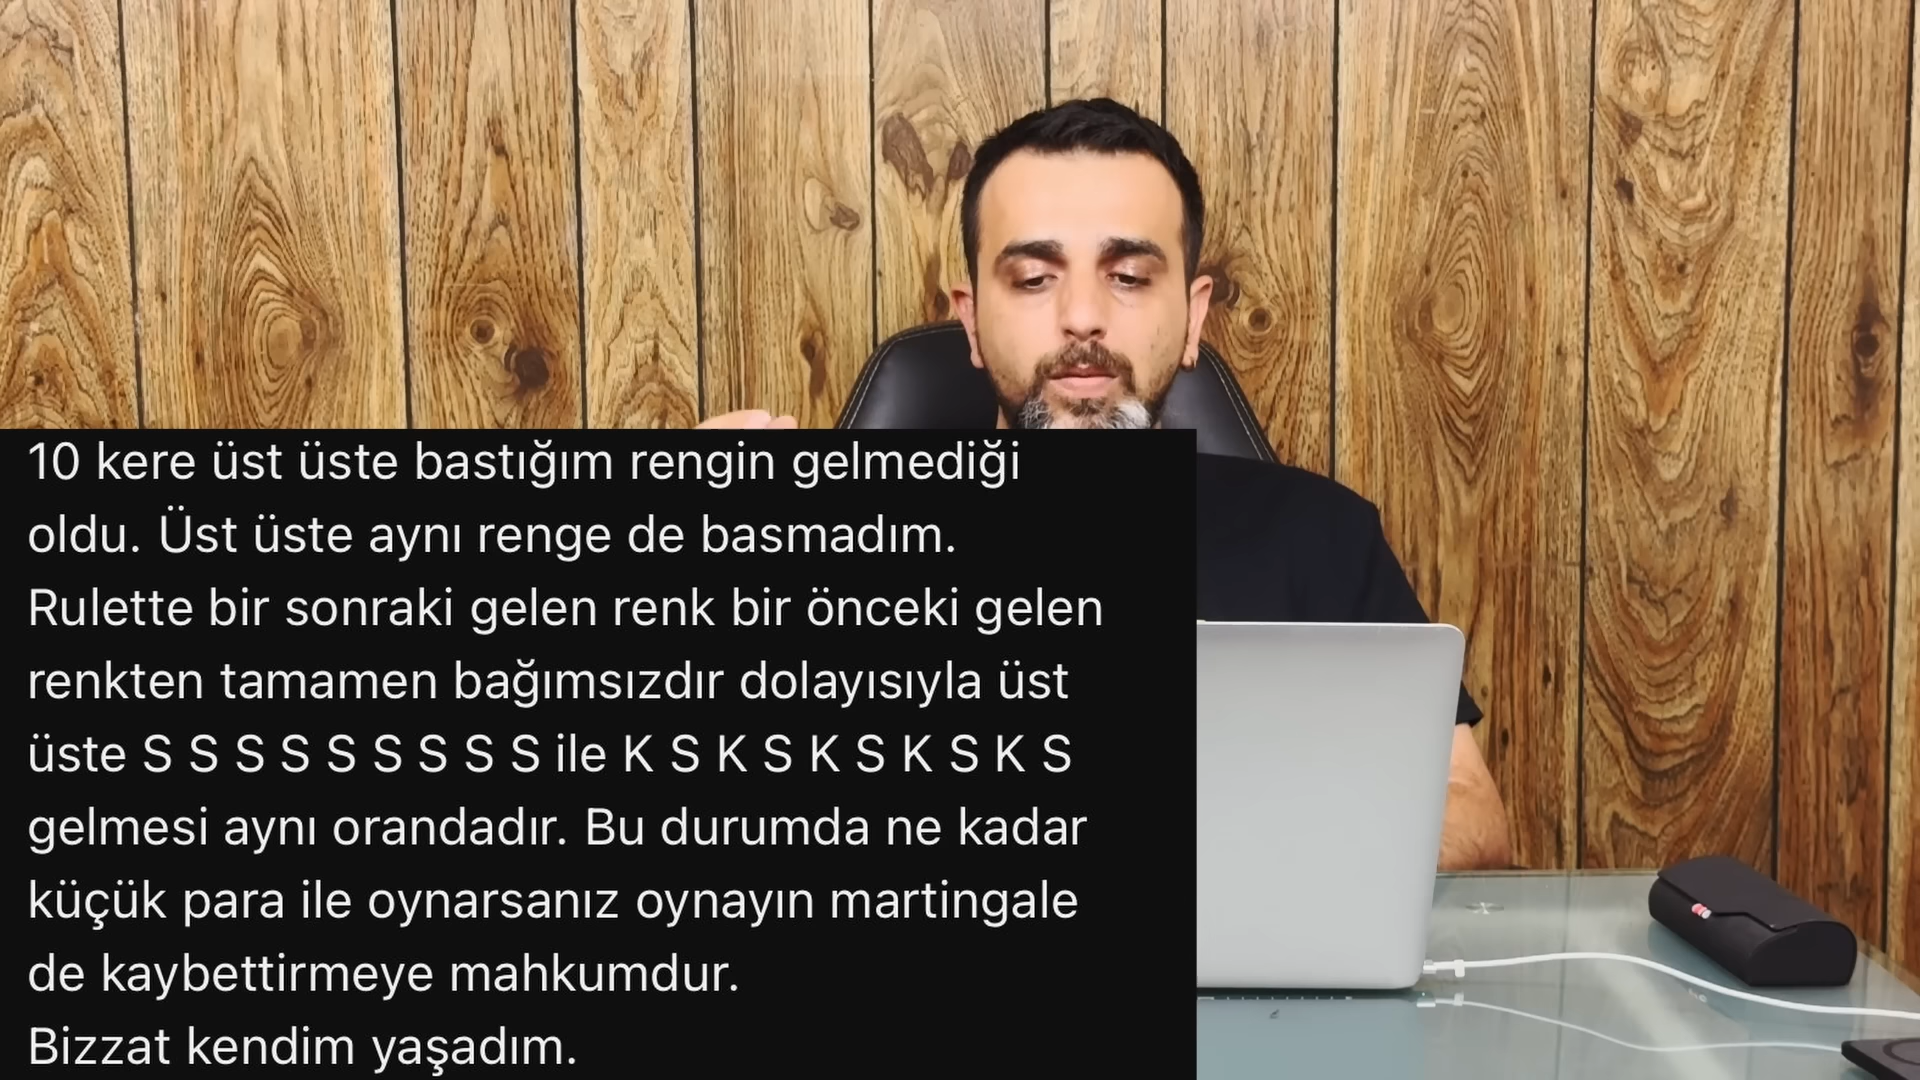 10 kere üst üste bastığım rengin gelmediği
oldu. Üst üste aynı renge de basmadım.
Rulette bir sonraki gelen renk bir önceki gelen
renkten tamamen bağımsızdır dolayısıyla üst
üste S S S S S S S S S ile K S K S K S K S K S
gelmesi aynı orandadır. Bu durumda ne kadar
küçük para ile oynarsanız oynayın martingale
de kaybettirmeye mahkumdur.
Bizzat kendim yaşadım.